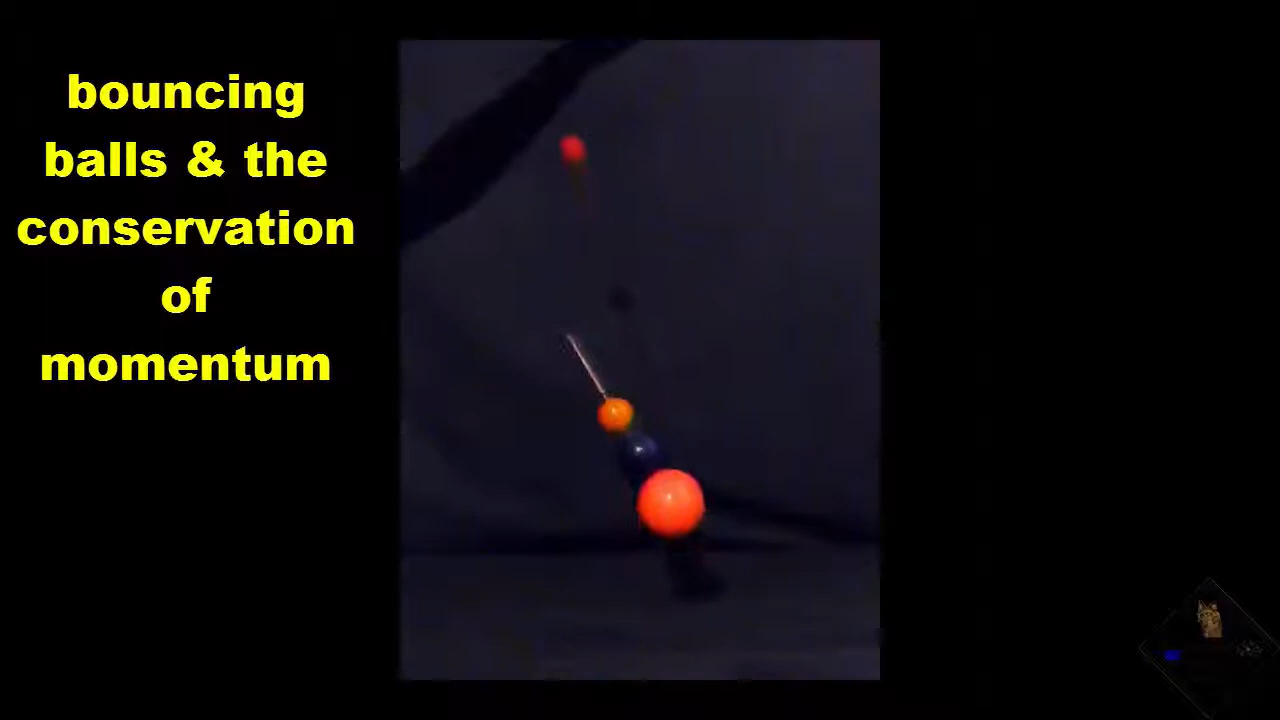 bouncing
balls & the
conservation
of
momentum